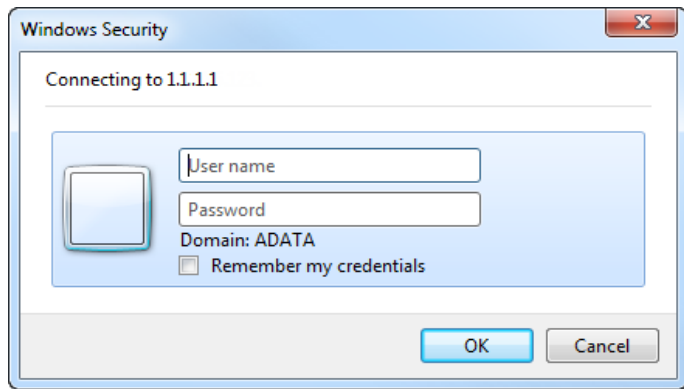 Windows Security
Connecting to 1.1.1.1
User name
Password
Domain: ADATA
Remember my credentials
OK Cancel